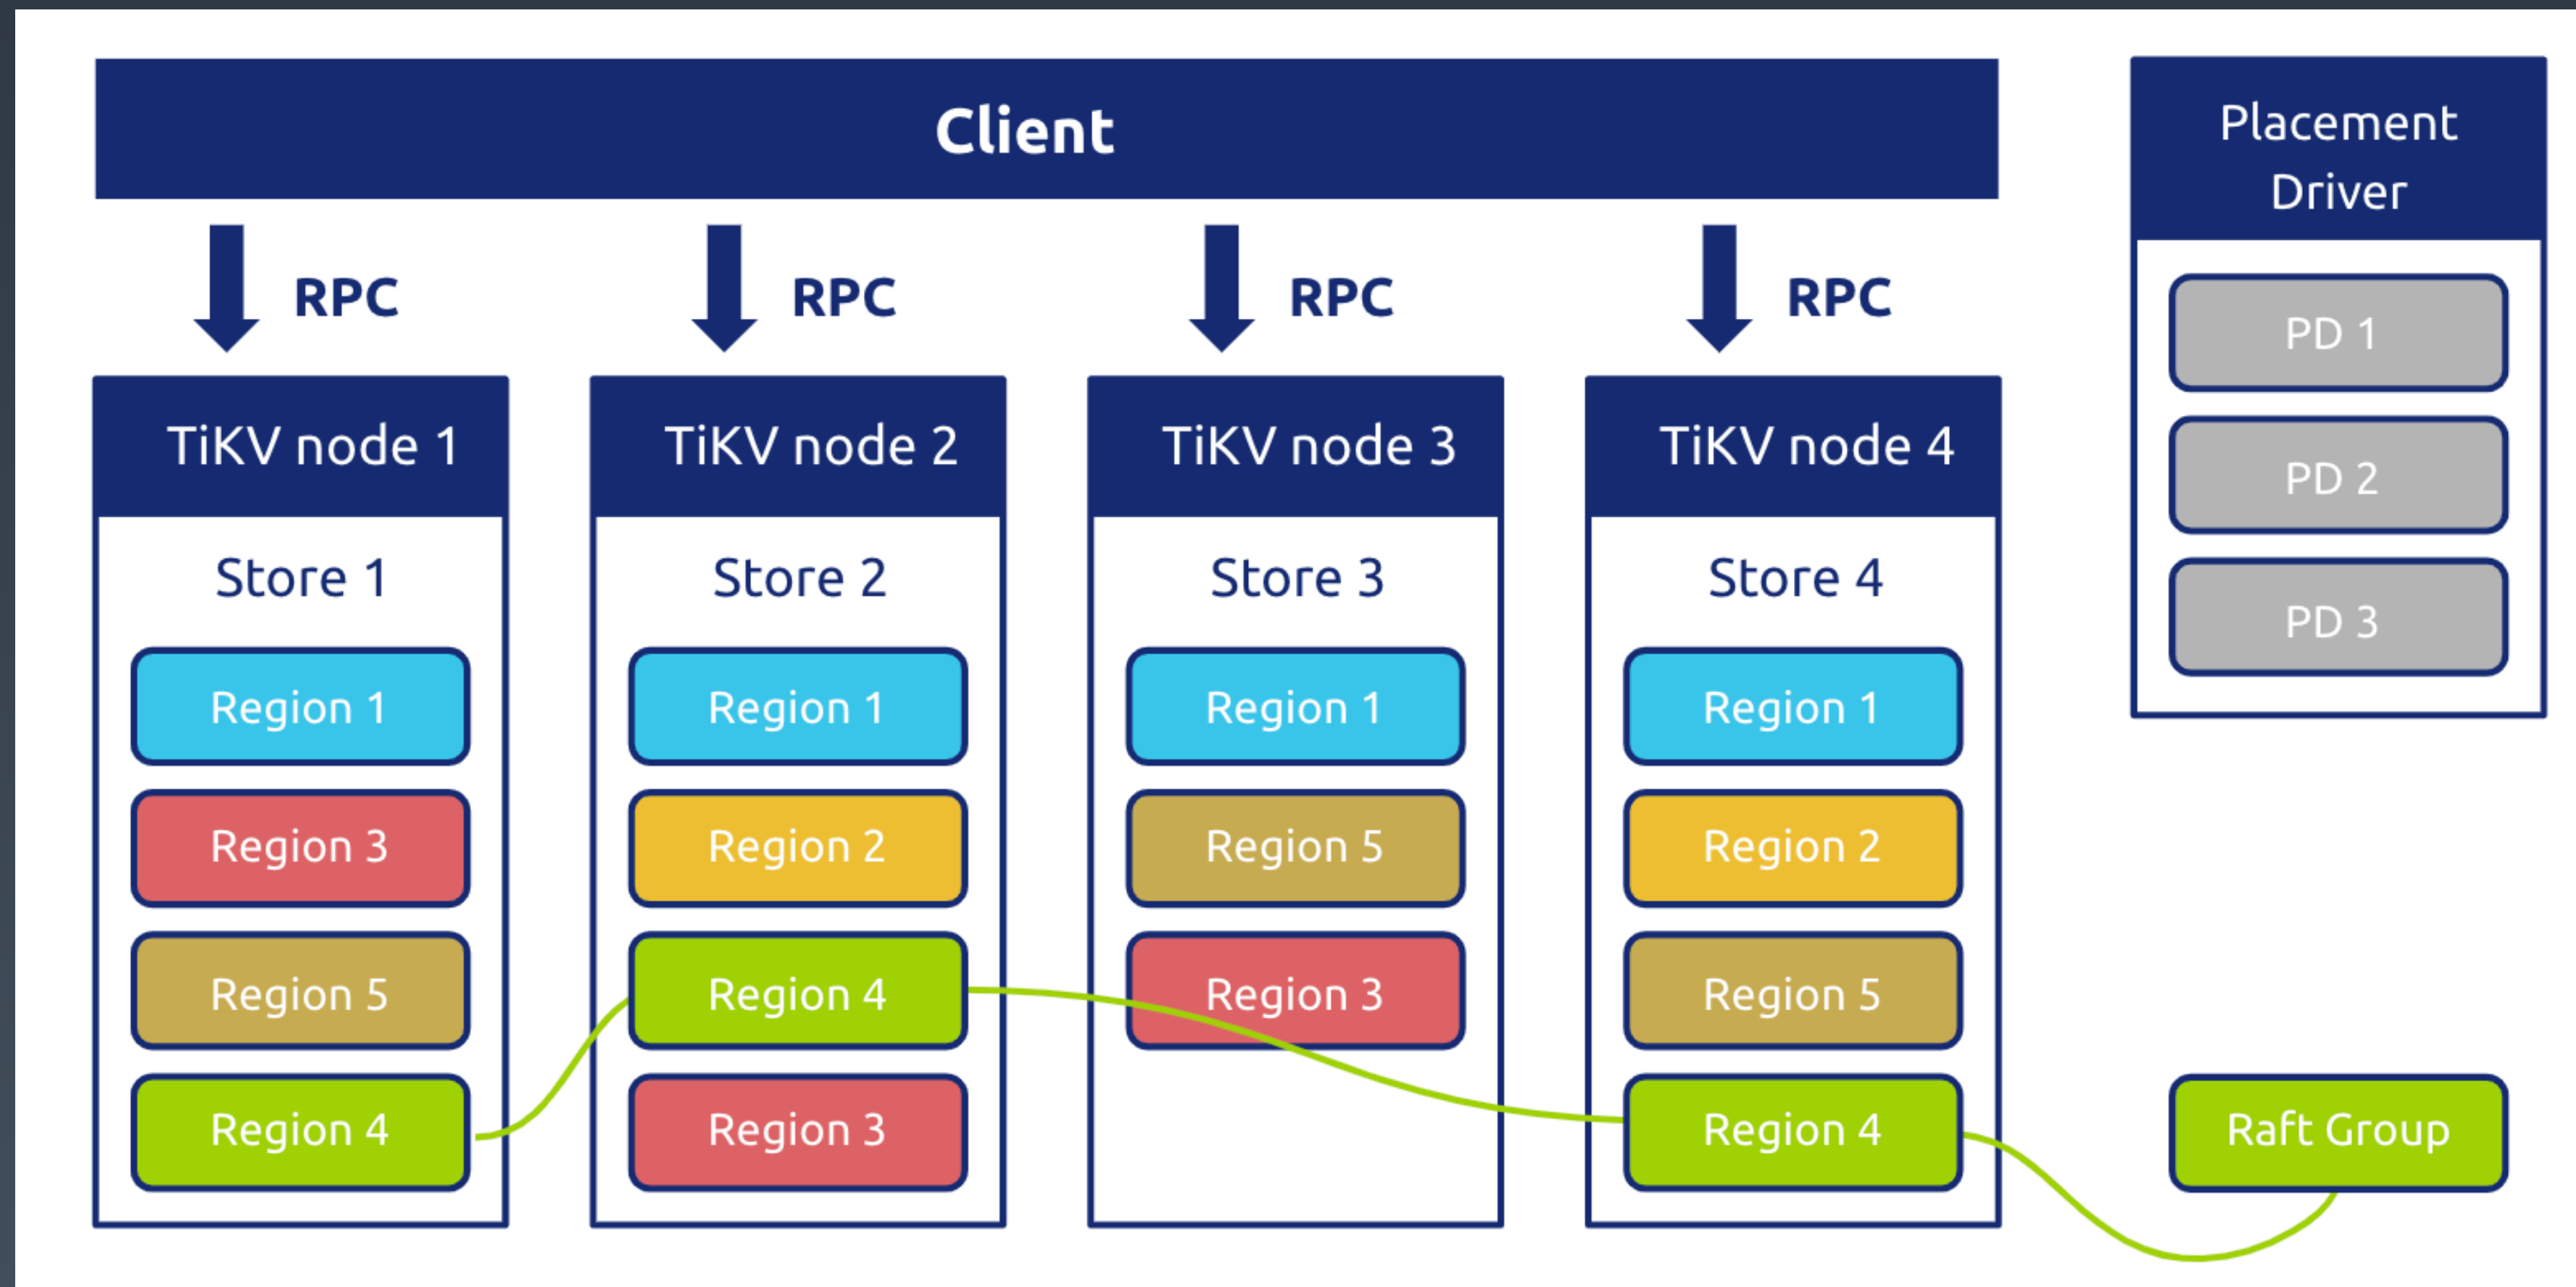 Client
Placement
Driver
RPC
RPC
RPC
RPC
PD 1
PD 2
PD 3
TiKV node 1
Store 1
Region 1
Region 3
Region 5
Region 4
TiKV node 2
Store 2
Region 1
Region 2
Region 4
Region 3
TiKV node 3
Store 3
Region 1
Region 5
Region 3
TiKV node 4
Store 4
Region 1
Region 2
Region 5
Region 4
Raft Group